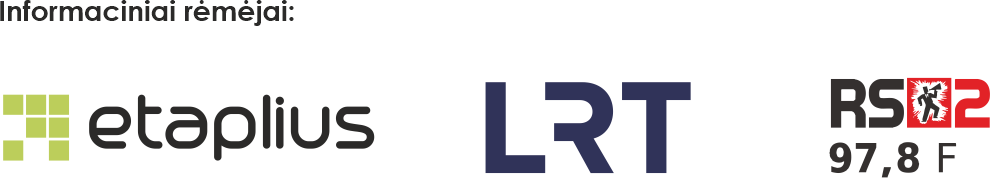 Informaciniai rėmėjai:
etaplius
LRT
RS2
97,8 F